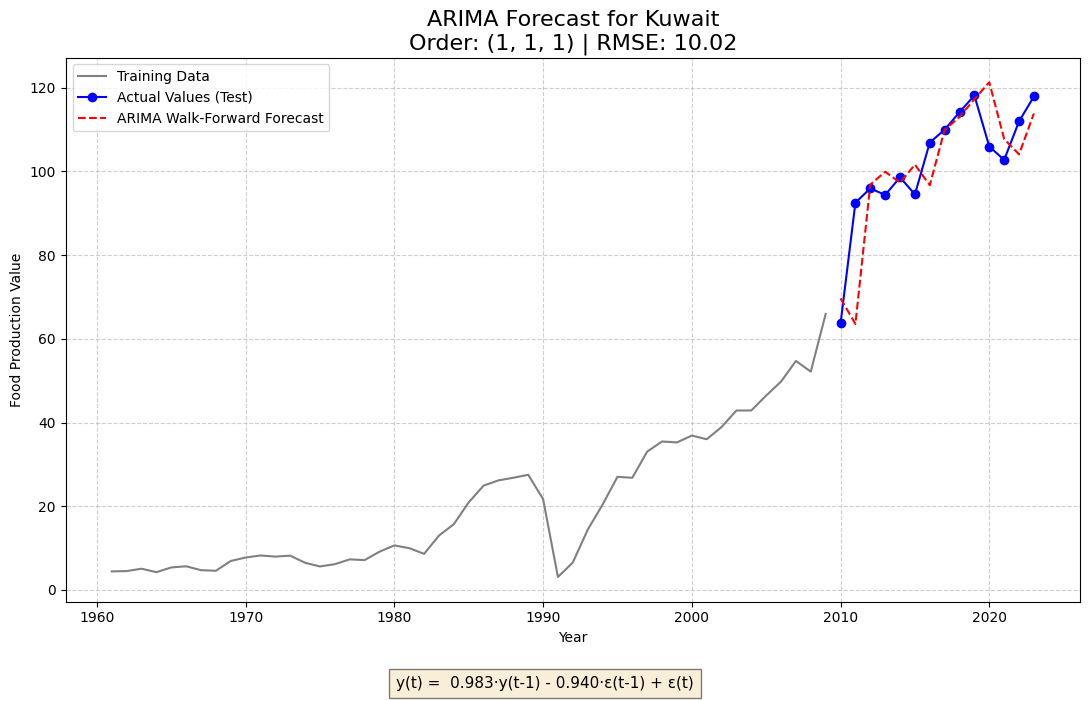 ARIMA Forecast for Kuwait
Order: (1, 1, 1) | RMSE: 10.02
Training Data
Actual Values (Test)
ARIMA Walk-Forward Forecast
Food Production Value
120
100
80
60
40
20
0
1960
1970
1980
1990
2000
2010
2020
Year
y(t) =  0.983·y(t-1) - 0.940·ε(t-1) + ε(t)